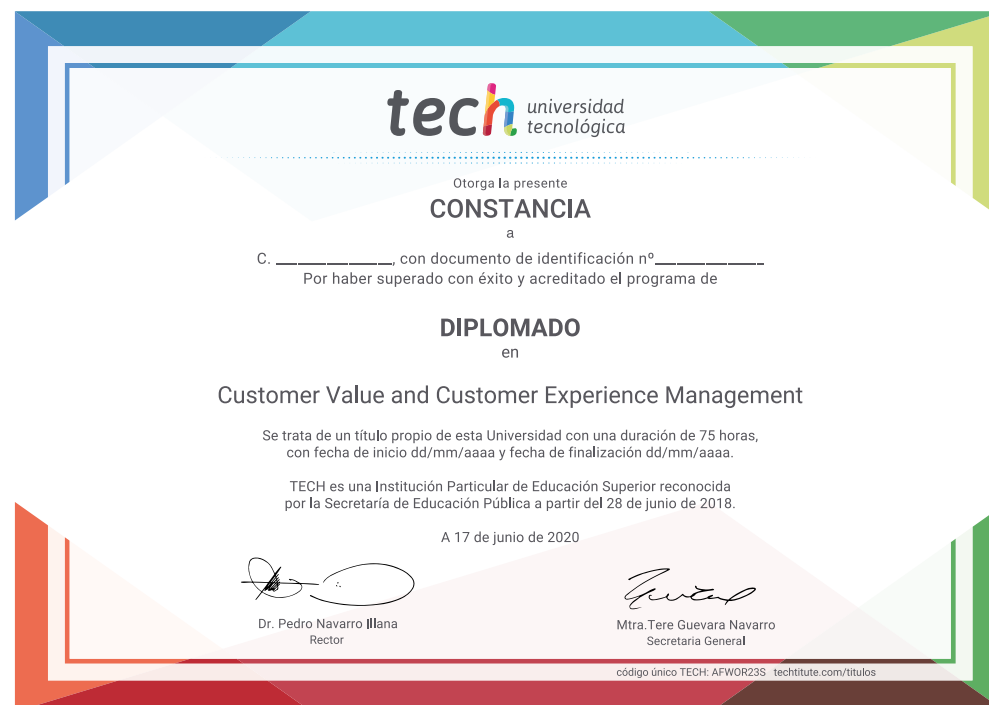 tech universidad
tecnológica
Otorga la presente
CONSTANCIA
a
C. ______________, con documento de identificación nº______________
Por haber superado con éxito y acreditado el programa de
DIPLOMADO
en
Customer Value and Customer Experience Management
Se trata de un título propio de esta Universidad con una duración de 75 horas,
con fecha de inicio dd/mm/aaaa y fecha de finalización dd/mm/aaaa.
TECH es una Institución Particular de Educación Superior reconocida
por la Secretaría de Educación Pública a partir del 28 de junio de 2018.
A 17 de junio de 2020
Dr. Pedro Navarro Illana
Rector
Mtra.Tere Guevara Navarro
Secretaria General
código único TECH: AFWOR23S techtitute.com/titulos